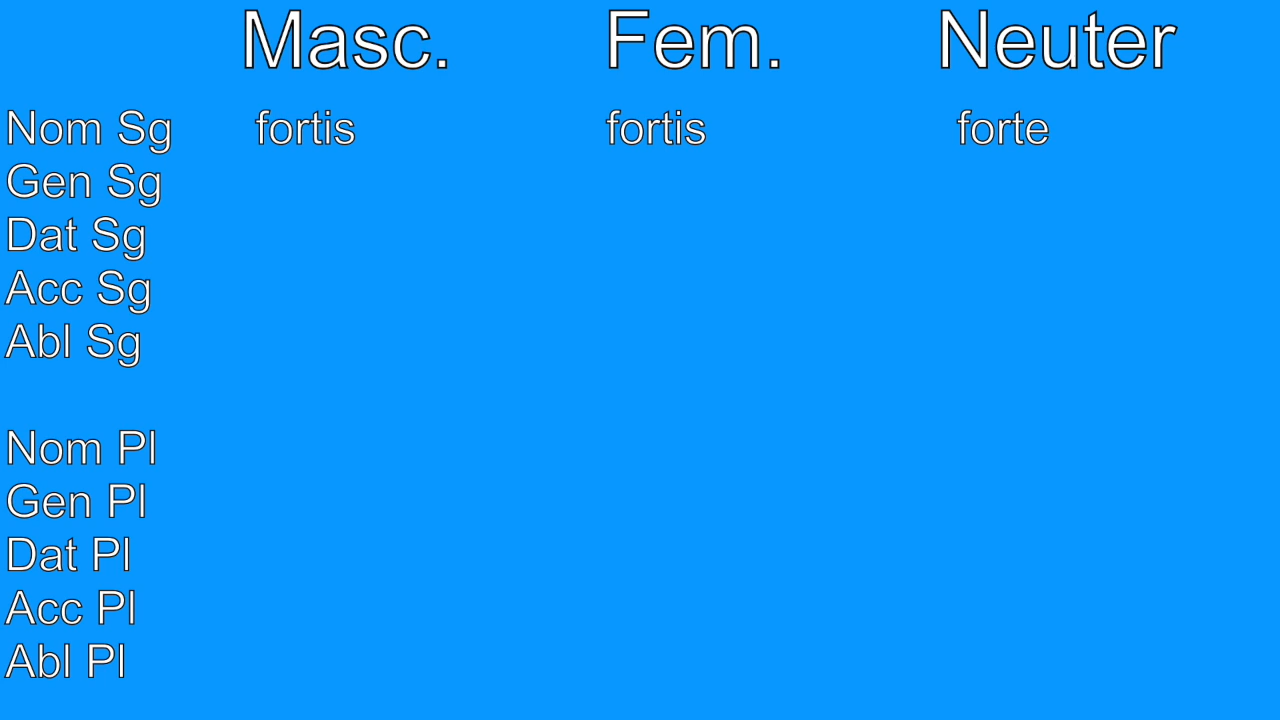 Masc. Fem. Neuter
Nom Sg fortis fortis forte
Gen Sg
Dat Sg
Acc Sg
Abl Sg
Nom Pl
Gen Pl
Dat Pl
Acc Pl
Abl Pl